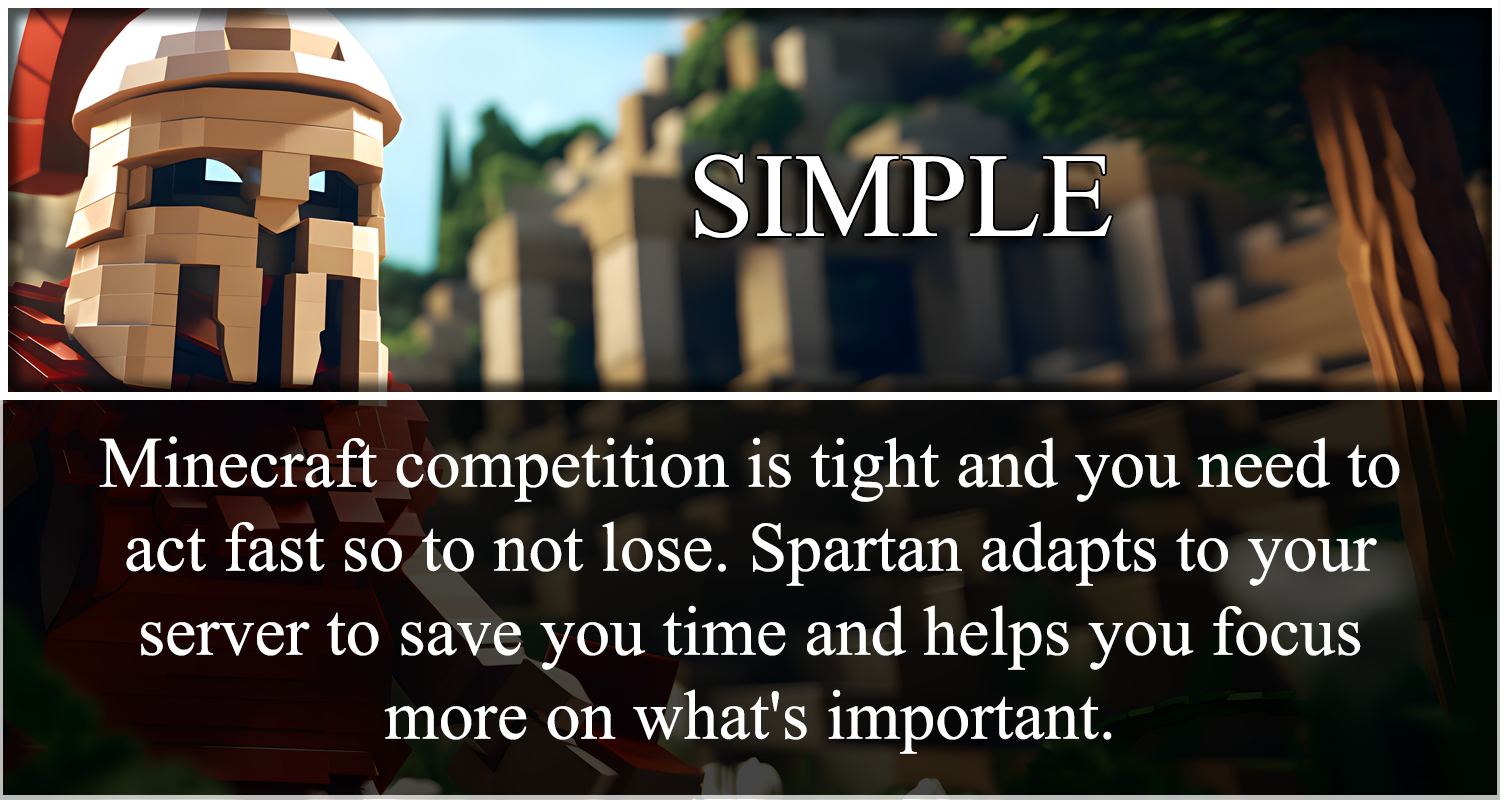 SIMPLE
Minecraft competition is tight and you need to
act fast so to not lose. Spartan adapts to your
server to save you time and helps you focus
more on what's important.